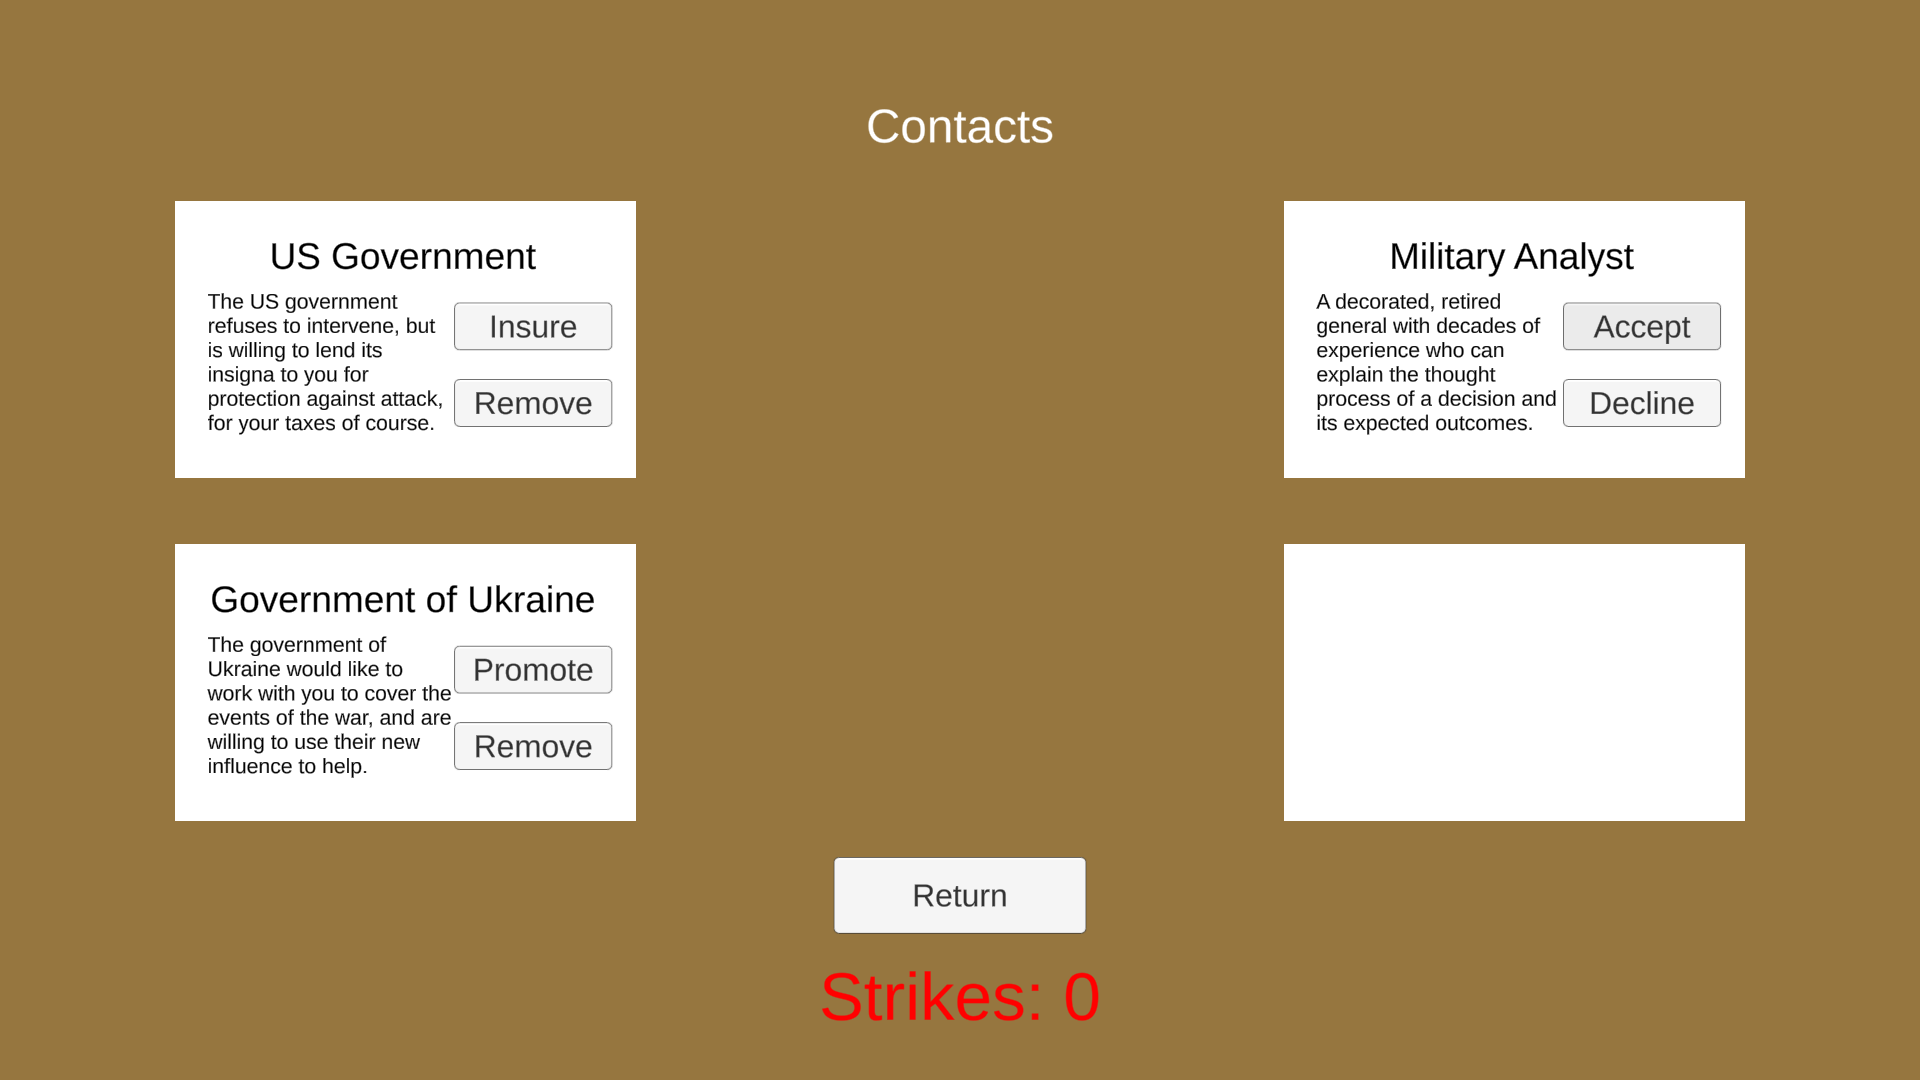 Contacts
US Government
The US government
refuses to intervene, but
is willing to lend its
insigna to you for
protection against attack,
for your taxes of course.
Insure
Remove
Military Analyst
A decorated, retired
general with decades of
experience who can
explain the thought
process of a decision and
its expected outcomes.
Accept
Decline
Government of Ukraine
The government of
Ukraine would like to
work with you to cover the
events of the war, and are
willing to use their new
influence to help.
Promote
Remove
Return
Strikes: 0